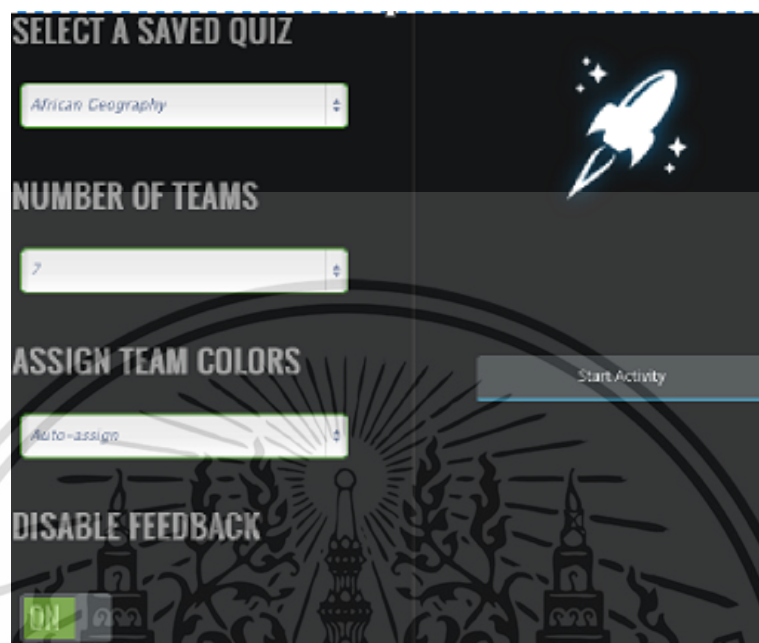 SELECT A SAVED QUIZ
African Geography
NUMBER OF TEAMS
7
ASSIGN TEAM COLORS
Start Activity
Auto-assign
DISABLE FEEDBACK
ON